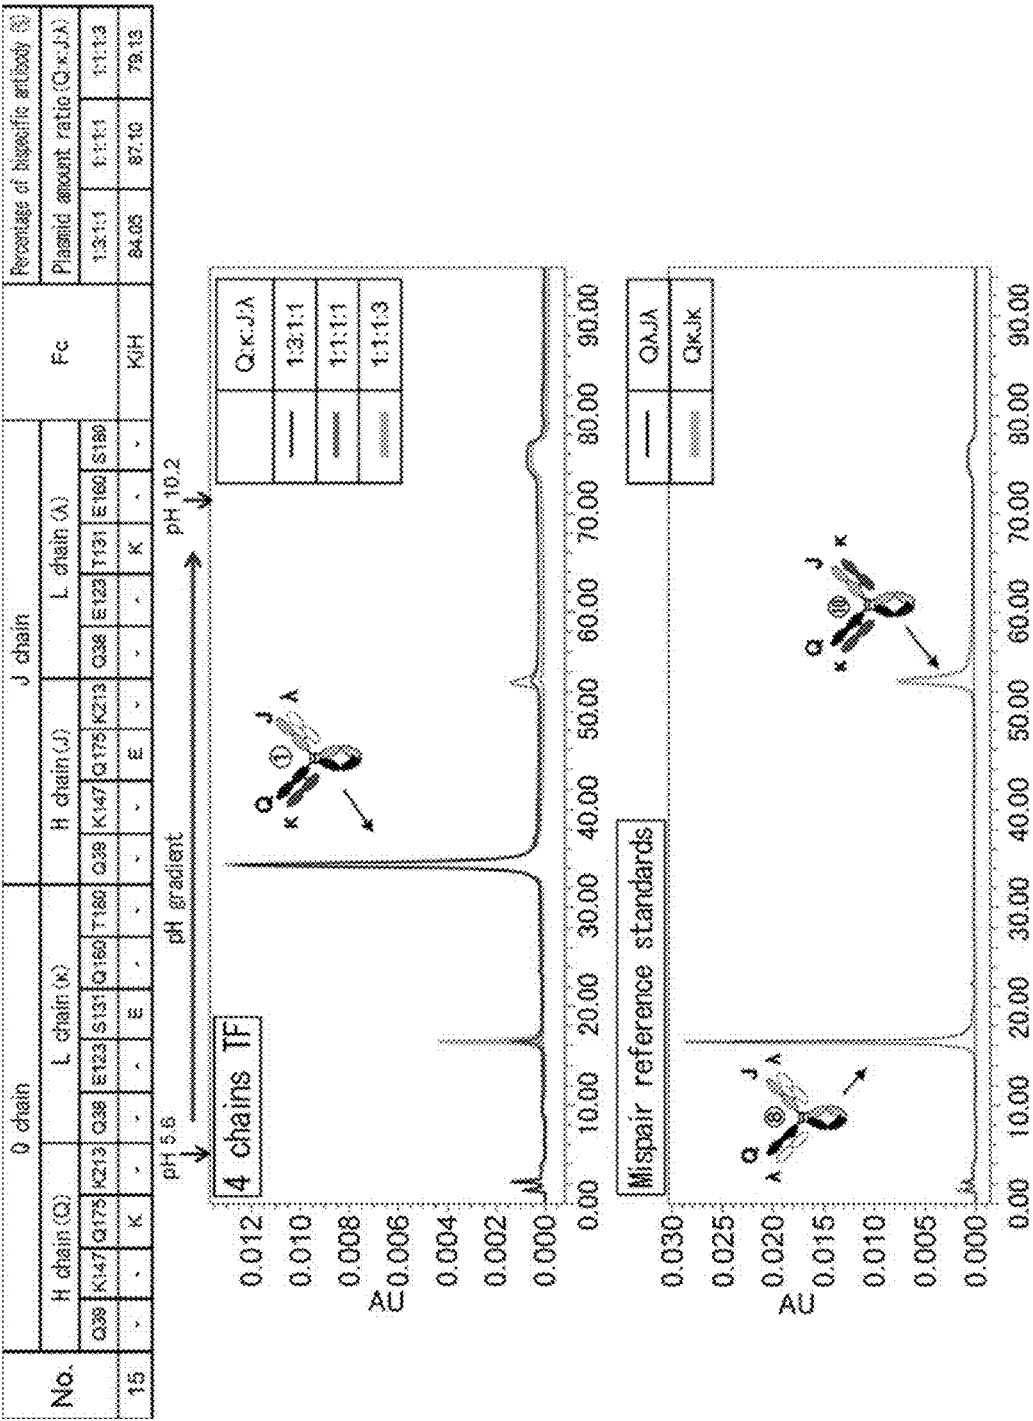 No. | Q chain | J chain | Fc | Percentage of bispecific antibody (%)
H chain (Q) | L chain (κ) | H chain (J) | L chain (λ) | Plasmid amount ratio (Q:κ:J:λ)
Q39 | K147 | Q175 | K213 | Q38 | E123 | S131 | Q160 | T180 | Q39 | K147 | Q175 | K213 | Q38 | E123 | T131 | E160 | S180 | 1:3:1:1 | 1:1:1:1 | 1:1:1:3
15 | - | - | K | - | - | - | E | - | - | - | - | E | - | - | - | K | - | - | KiH | 84.05 | 87.10 | 79.13
pH 5.6
pH gradient
pH 10.2
4 chains TF
Q:κ:J:λ
1:3:1:1
1:1:1:1
1:1:1:3
① Q κ J λ
AU
0.012
0.010
0.008
0.006
0.004
0.002
0.000
0.00 10.00 20.00 30.00 40.00 50.00 60.00 70.00 80.00 90.00
Mispair reference standards
QλJλ
QκJκ
⑧ Q λ J λ
⑩ Q κ J κ
AU
0.030
0.025
0.020
0.015
0.010
0.005
0.000
0.00 10.00 20.00 30.00 40.00 50.00 60.00 70.00 80.00 90.00